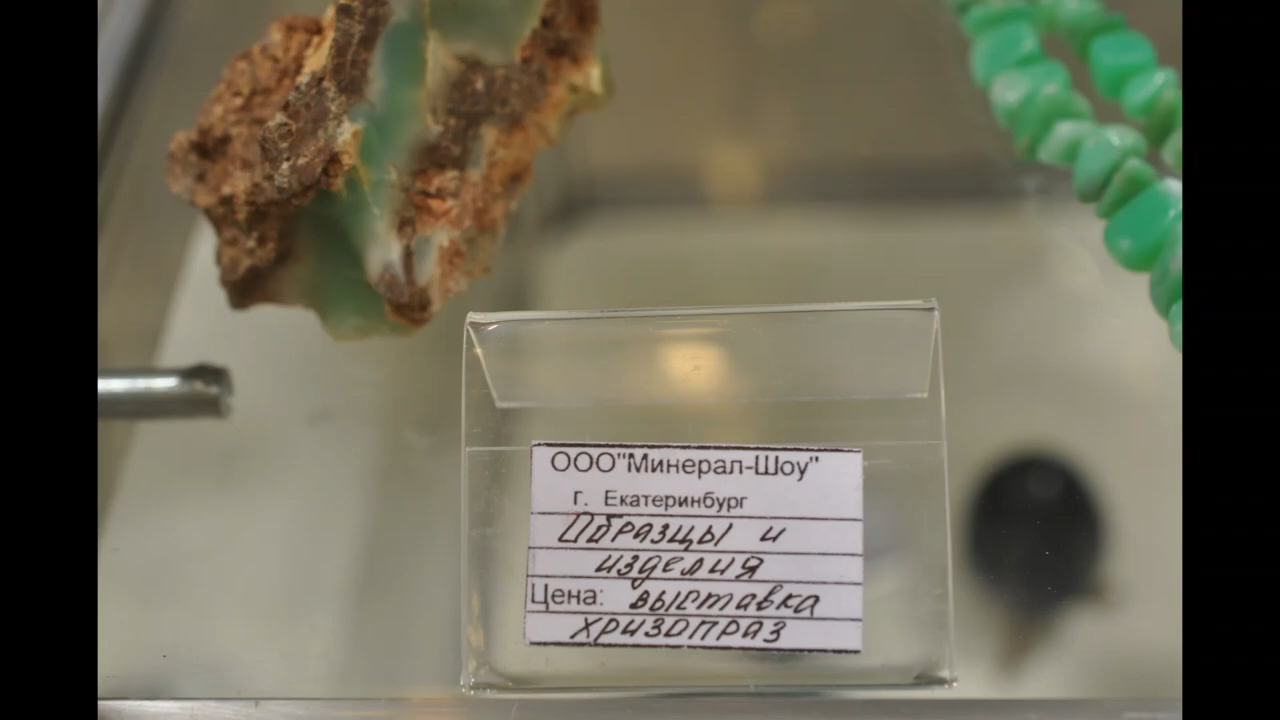 ООО"Минерал-Шоу"
г. Екатеринбург
Образцы и
изделия
Цена: выставка
хризопраз